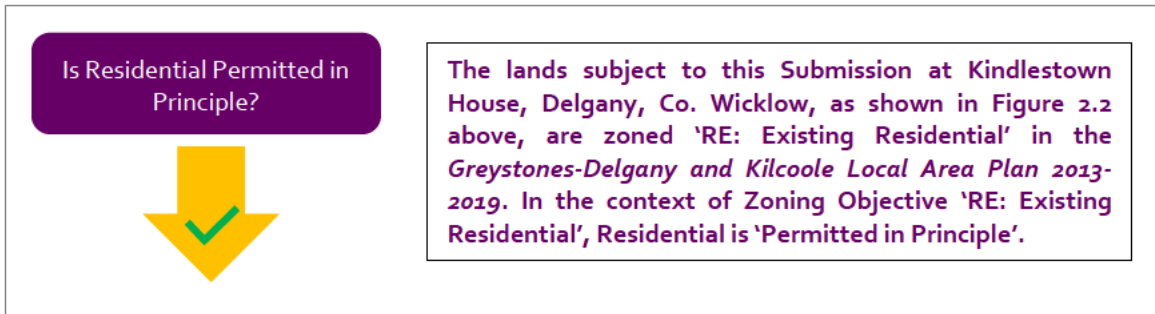 Is Residential Permitted in
Principle?
The lands subject to this Submission at Kindlestown
House, Delgany, Co. Wicklow, as shown in Figure 2.2
above, are zoned ‘RE: Existing Residential’ in the
Greystones-Delgany and Kilcoole Local Area Plan 2013-
2019. In the context of Zoning Objective ‘RE: Existing
Residential’, Residential is ‘Permitted in Principle’.